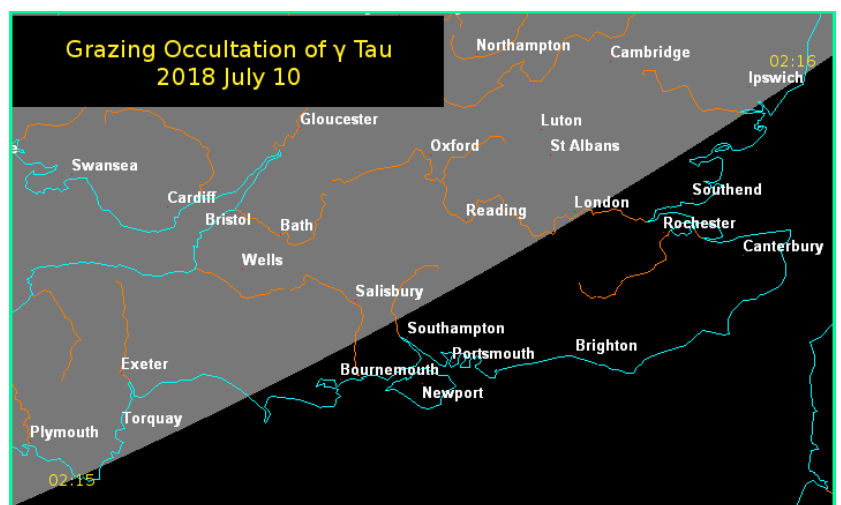 Grazing Occultation of γ Tau
2018 July 10
Northampton
Cambridge
02:16
Ipswich
Gloucester
Luton
Oxford
St Albans
e
Swansea
Cardiff
Bristol
Bath
Reading
London
Southend
Rochester
Canterbury
Wells
Salisbury
Southampton
Portsmouth
Brighton
Exeter
Bournemouth
Newport
Torquay
Plymouth
02:15